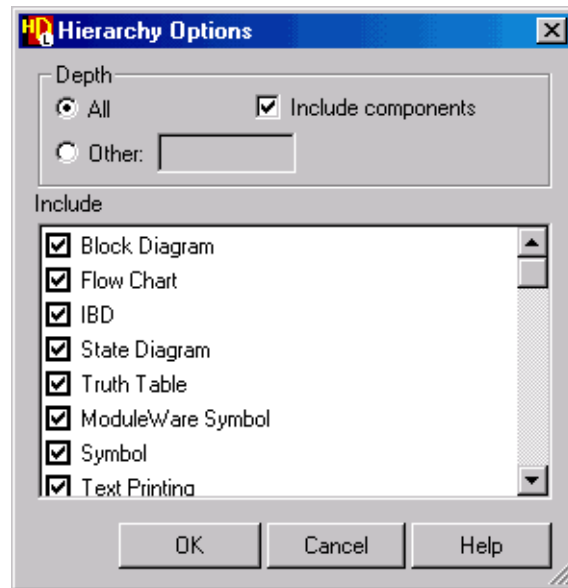 HDL Hierarchy Options
Depth
All
Include components
Other:
Include
Block Diagram
Flow Chart
IBD
State Diagram
Truth Table
ModuleWare Symbol
Symbol
Text Printing
OK Cancel Help